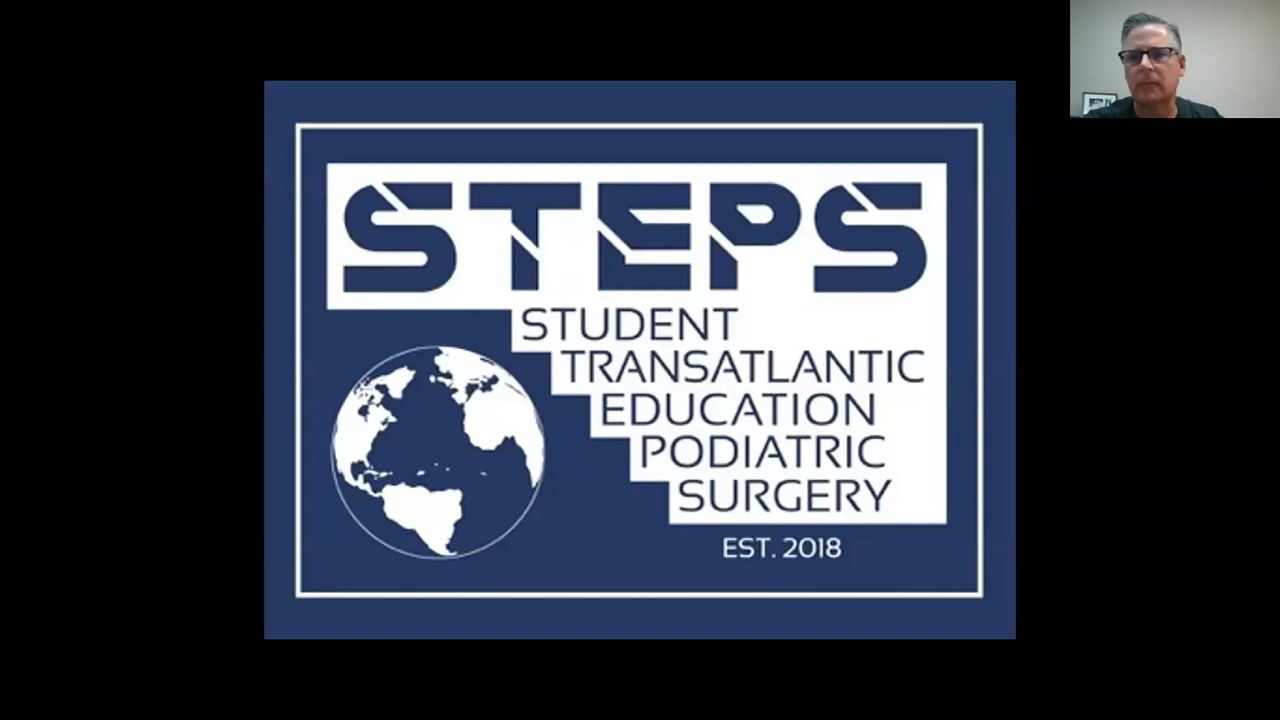 STEPS
STUDENT
TRANSATLANTIC
EDUCATION
PODIATRIC
SURGERY
EST. 2018